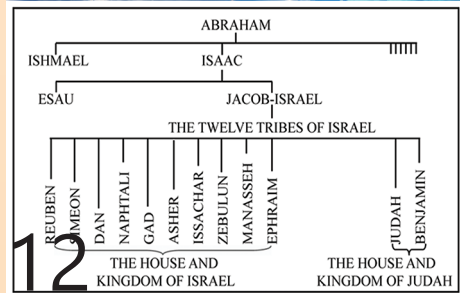 ABRAHAM
ISHMAEL ISAAC
ESAU JACOB-ISRAEL
THE TWELVE TRIBES OF ISRAEL
REUBEN
SIMEON
DAN
NAPHTALI
GAD
ASHER
ISSACHAR
ZEBULUN
MANASSEH
EPHRAIM
JUDAH
BENJAMIN
12
THE HOUSE AND
KINGDOM OF ISRAEL
THE HOUSE AND
KINGDOM OF JUDAH